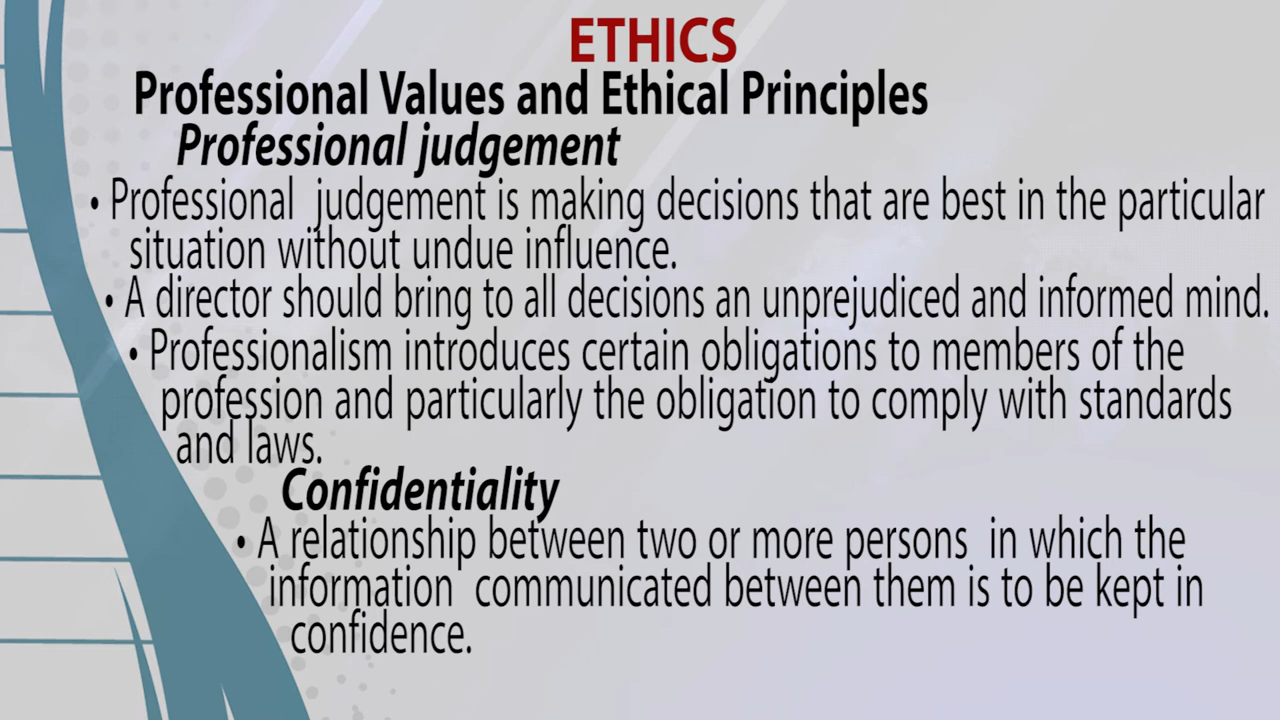 ETHICS
Professional Values and Ethical Principles
Professional judgement
• Professional judgement is making decisions that are best in the particular
situation without undue influence.
• A director should bring to all decisions an unprejudiced and informed mind.
• Professionalism introduces certain obligations to members of the
profession and particularly the obligation to comply with standards
and laws.
Confidentiality
• A relationship between two or more persons in which the
information communicated between them is to be kept in
confidence.